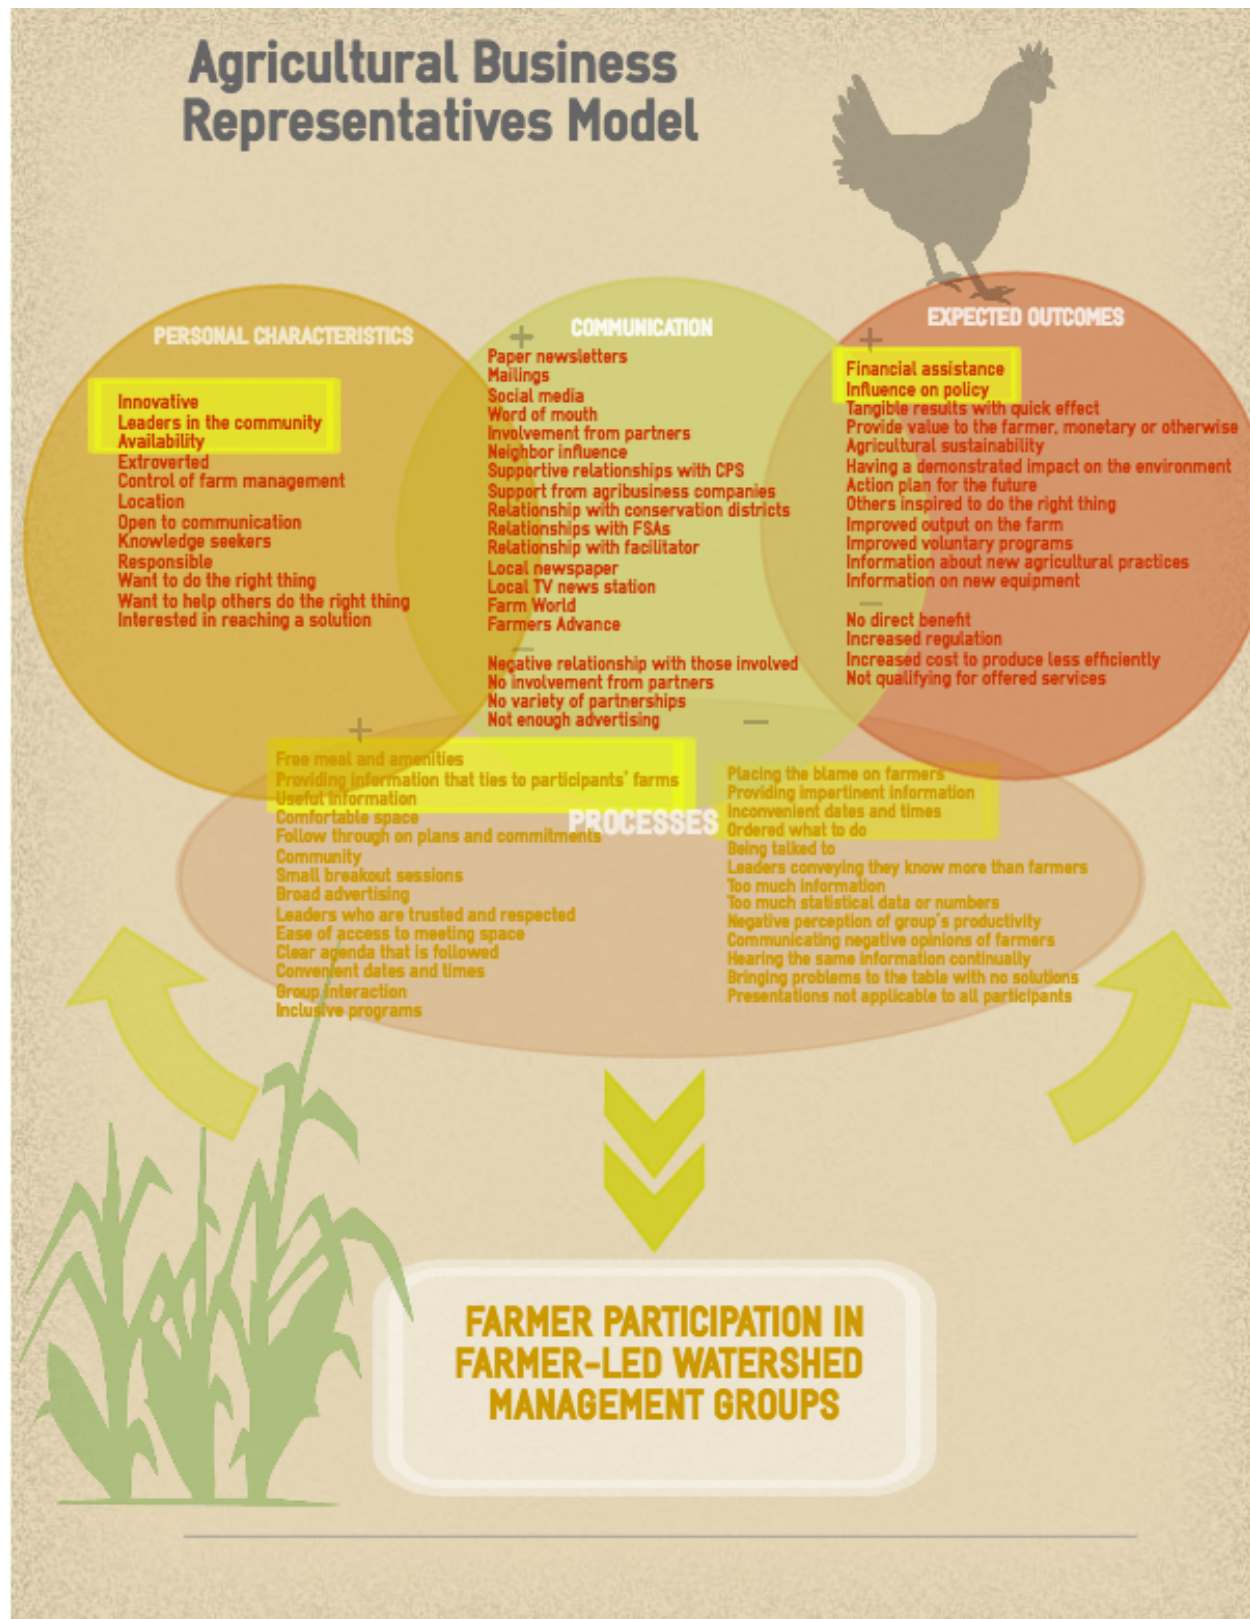 Agricultural Business
Representatives Model
PERSONAL CHARACTERISTICS
Innovative
Leaders in the community
Availability
Extroverted
Control of farm management
Location
Open to communication
Knowledge seekers
Responsible
Want to do the right thing
Want to help others do the right thing
Interested in reaching a solution
COMMUNICATION
+
Paper newsletters
Mailings
Social media
Word of mouth
Involvement from partners
Neighbor influence
Supportive relationships with CPS
Support from agribusiness companies
Relationship with conservation districts
Relationships with FSAs
Relationship with facilitator
Local newspaper
Local TV news station
Farm World
Farmers Advance
−
Negative relationship with those involved
No involvement from partners
No variety of partnerships
Not enough advertising
EXPECTED OUTCOMES
+
Financial assistance
Influence on policy
Tangible results with quick effect
Provide value to the farmer, monetary or otherwise
Agricultural sustainability
Having a demonstrated impact on the environment
Action plan for the future
Others inspired to do the right thing
Improved output on the farm
Improved voluntary programs
Information about new agricultural practices
Information on new equipment
−
No direct benefit
Increased regulation
Increased cost to produce less efficiently
Not qualifying for offered services
PROCESSES
+
Free meal and amenities
Providing information that ties to participants' farms
Useful information
Comfortable space
Follow through on plans and commitments
Community
Small breakout sessions
Broad advertising
Leaders who are trusted and respected
Ease of access to meeting space
Clear agenda that is followed
Convenient dates and times
Group interaction
Inclusive programs
−
Placing the blame on farmers
Providing impertinent information
Inconvenient dates and times
Ordered what to do
Being talked to
Leaders conveying they know more than farmers
Too much information
Too much statistical data or numbers
Negative perception of group's productivity
Communicating negative opinions of farmers
Hearing the same information continually
Bringing problems to the table with no solutions
Presentations not applicable to all participants
FARMER PARTICIPATION IN
FARMER-LED WATERSHED
MANAGEMENT GROUPS